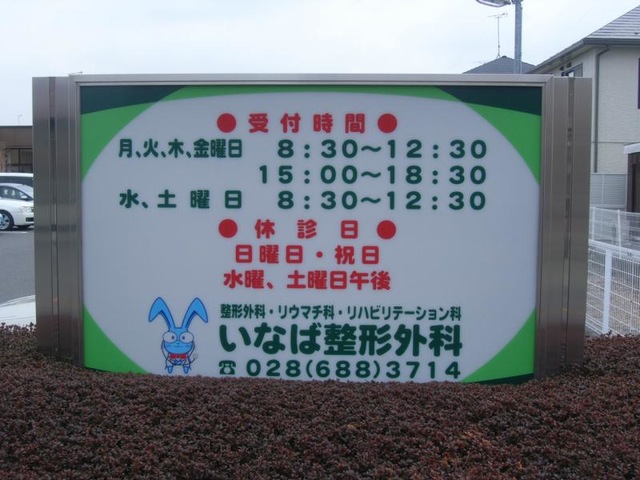 ●受付時間●
月、火、木、金曜日 8:30〜12:30
15:00〜18:30
水、土曜日 8:30〜12:30
●休診日●
日曜日・祝日
水曜、土曜日午後
整形外科・リウマチ科・リハビリテーション科
いなば整形外科
☎028(688)3714